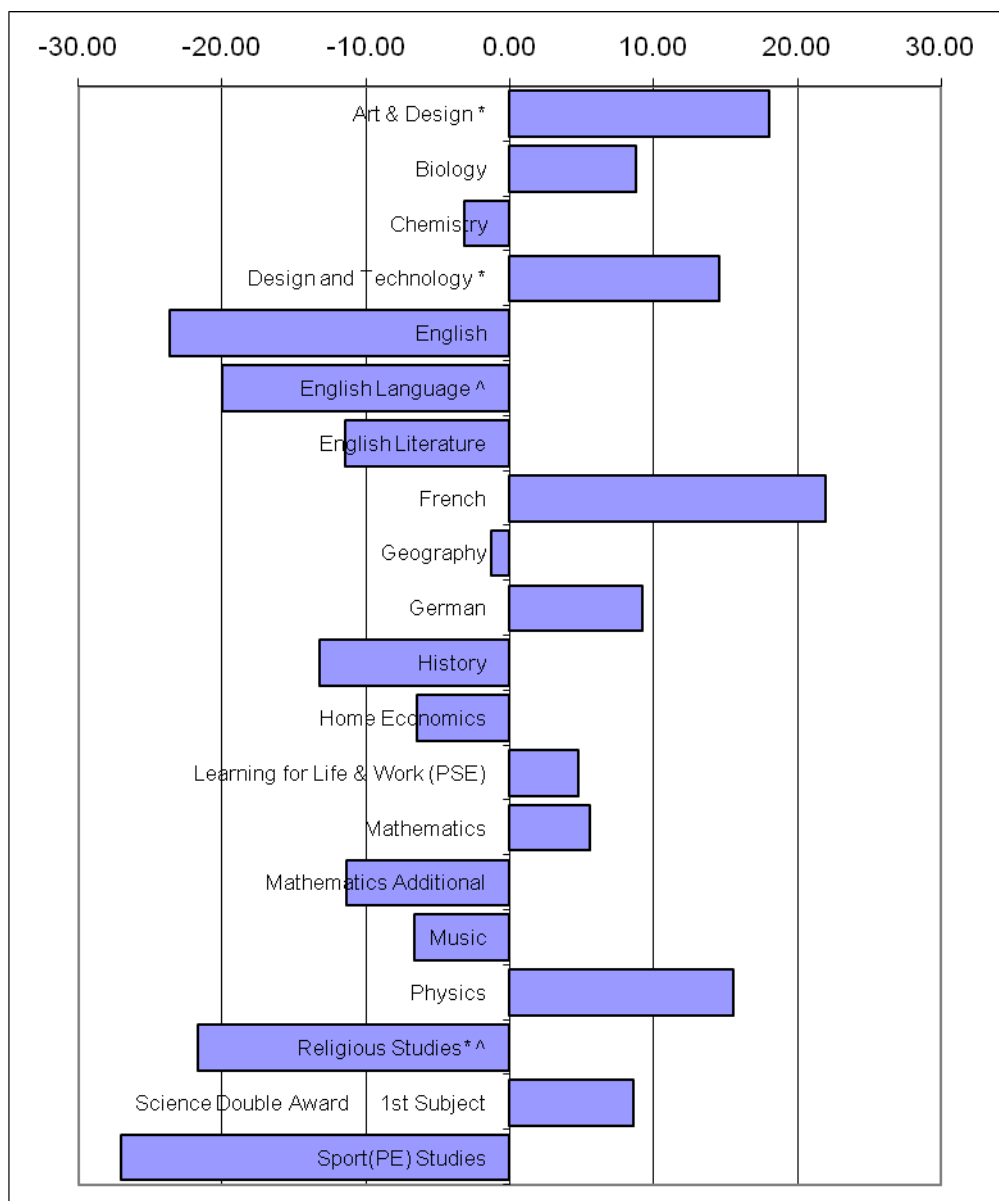 -30.00 -20.00 -10.00 0.00 10.00 20.00 30.00
Art & Design *
Biology
Chemistry
Design and Technology *
English
English Language ^
English Literature
French
Geography
German
History
Home Economics
Learning for Life & Work (PSE)
Mathematics
Mathematics Additional
Music
Physics
Religious Studies* ^
Science Double Award 1st Subject
Sport(PE) Studies